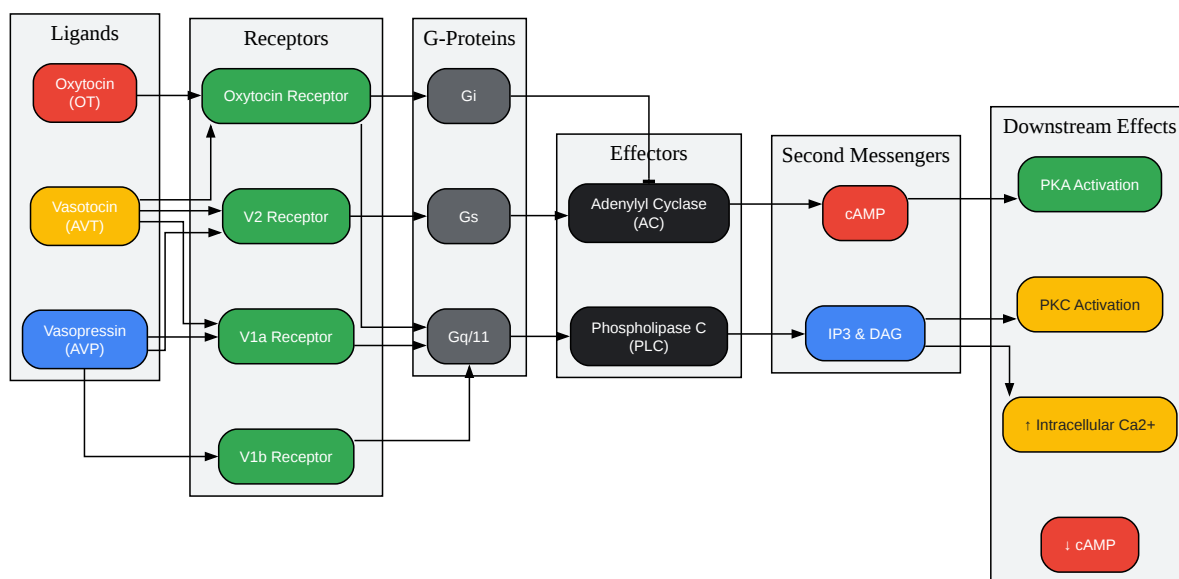 Ligands
Oxytocin
(OT)
Vasotocin
(AVT)
Vasopressin
(AVP)
Receptors
Oxytocin Receptor
V2 Receptor
V1a Receptor
V1b Receptor
G-Proteins
Gi
Gs
Gq/11
Effectors
Adenylyl Cyclase
(AC)
Phospholipase C
(PLC)
Second Messengers
cAMP
IP3 & DAG
Downstream Effects
PKA Activation
PKC Activation
↑ Intracellular Ca2+
↓ cAMP